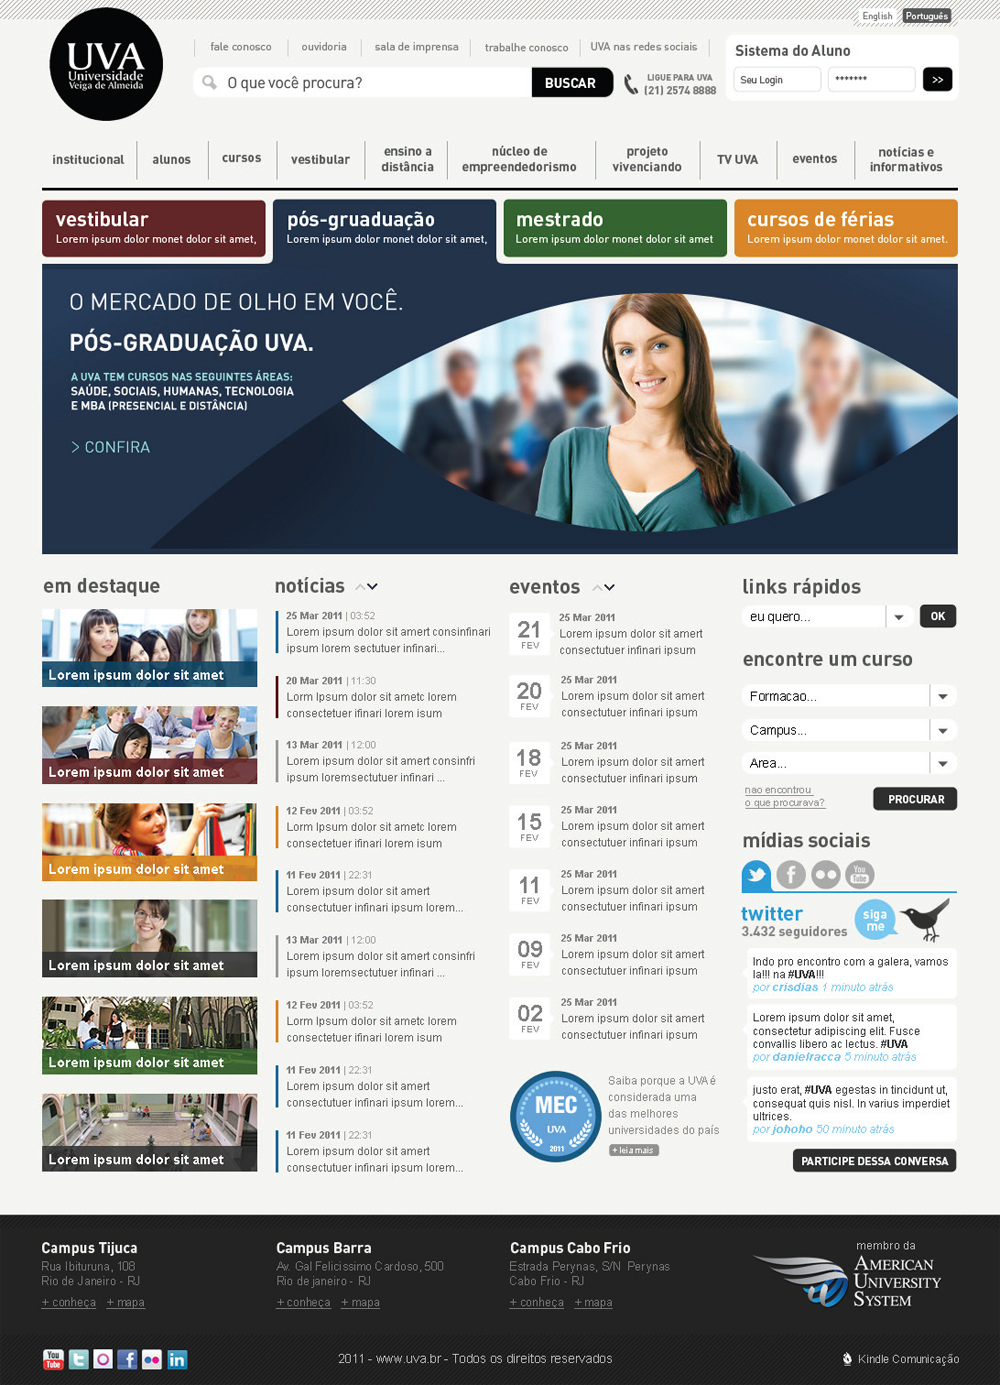 English Português
UVA
Universidade
Veiga de Almeida
fale conosco ouvidoria sala de imprensa trabalhe conosco UVA nas redes sociais
O que você procura? BUSCAR
LIGUE PARA UVA
(21) 2574 8888
Sistema do Aluno
Seu Login ******* >>
institucional alunos cursos vestibular ensino a distância núcleo de empreendedorismo projeto vivenciando TV UVA eventos notícias e informativos
vestibular
Lorem ipsum dolor monet dolor sit amet,
pós-gruaduação
Lorem ipsum dolor monet dolor sit amet,
mestrado
Lorem ipsum dolor monet dolor sit amet
cursos de férias
Lorem ipsum dolor monet dolor sit amet.
O MERCADO DE OLHO EM VOCÊ.
PÓS-GRADUAÇÃO UVA.
A UVA TEM CURSOS NAS SEGUINTES ÁREAS:
SAÚDE, SOCIAIS, HUMANAS, TECNOLOGIA
E MBA (PRESENCIAL E DISTÂNCIA)
> CONFIRA
em destaque
Lorem ipsum dolor sit amet
Lorem ipsum dolor sit amet
Lorem ipsum dolor sit amet
Lorem ipsum dolor sit amet
Lorem ipsum dolor sit amet
Lorem ipsum dolor sit amet
notícias
25 Mar 2011 | 03:52
Lorem ipsum dolor sit amert consinfinari
ipsum lorem sectutuer infinari...
20 Mar 2011 | 11:30
Lorm Ipsum dolor sit ametc lorem
consectetuer ifinari lorem isum
13 Mar 2011 | 12:00
Lorem ipsum dolor sit amert consinfri
ipsum loremsectutuer infinari ...
12 Fev 2011 | 03:52
Lorm Ipsum dolor sit ametc lorem
consectetuer ifinari lorem isum
11 Fev 2011 | 22:31
Lorem ipsum dolor sit amert
consectutuer infinari ipsum lorem...
13 Mar 2011 | 12:00
Lorem ipsum dolor sit amert consinfri
ipsum loremsectutuer infinari ...
12 Fev 2011 | 03:52
Lorm Ipsum dolor sit ametc lorem
consectetuer ifinari lorem isum
11 Fev 2011 | 22:31
Lorem ipsum dolor sit amert
consectutuer infinari ipsum lorem...
11 Fev 2011 | 22:31
Lorem ipsum dolor sit amert
consectutuer infinari ipsum lorem...
eventos
21 FEV
25 Mar 2011
Lorem ipsum dolor sit amert
consectutuer infinari ipsum
20 FEV
25 Mar 2011
Lorem ipsum dolor sit amert
consectutuer infinari ipsum
18 FEV
25 Mar 2011
Lorem ipsum dolor sit amert
consectutuer infinari ipsum
15 FEV
25 Mar 2011
Lorem ipsum dolor sit amert
consectutuer infinari ipsum
11 FEV
25 Mar 2011
Lorem ipsum dolor sit amert
consectutuer infinari ipsum
09 FEV
25 Mar 2011
Lorem ipsum dolor sit amert
consectutuer infinari ipsum
02 FEV
25 Mar 2011
Lorem ipsum dolor sit amert
consectutuer infinari ipsum
MEC
UVA
2011
Saiba porque a UVA é
considerada uma
das melhores
universidades do país
+ leia mais
links rápidos
eu quero... OK
encontre um curso
Formacao...
Campus...
Area...
nao encontrou
o que procurava?
PROCURAR
mídias sociais
You Tube
twitter
3.432 seguidores
siga
me
Indo pro encontro com a galera, vamos
la!!! na #UVA!!!
por crisdias 1 minuto atrás
Lorem ipsum dolor sit amet,
consectetur adipiscing elit. Fusce
convallis libero ac lectus. #UVA
por danielracca 5 minuto atrás
justo erat, #UVA egestas in tincidunt ut,
consequat quis nisl. In varius imperdiet
ultrices.
por johoho 50 minuto atrás
PARTICIPE DESSA CONVERSA
Campus Tijuca
Rua Ibituruna, 108
Rio de Janeiro - RJ
+ conheça + mapa
Campus Barra
Av. Gal Felicissimo Cardoso, 500
Rio de janeiro - RJ
+ conheça + mapa
Campus Cabo Frio
Estrada Perynas, S/N Perynas
Cabo Frio - RJ
+ conheça + mapa
membro da
AMERICAN
UNIVERSITY
SYSTEM
You Tube
2011 - www.uva.br - Todos os direitos reservados
Kindle Comunicação